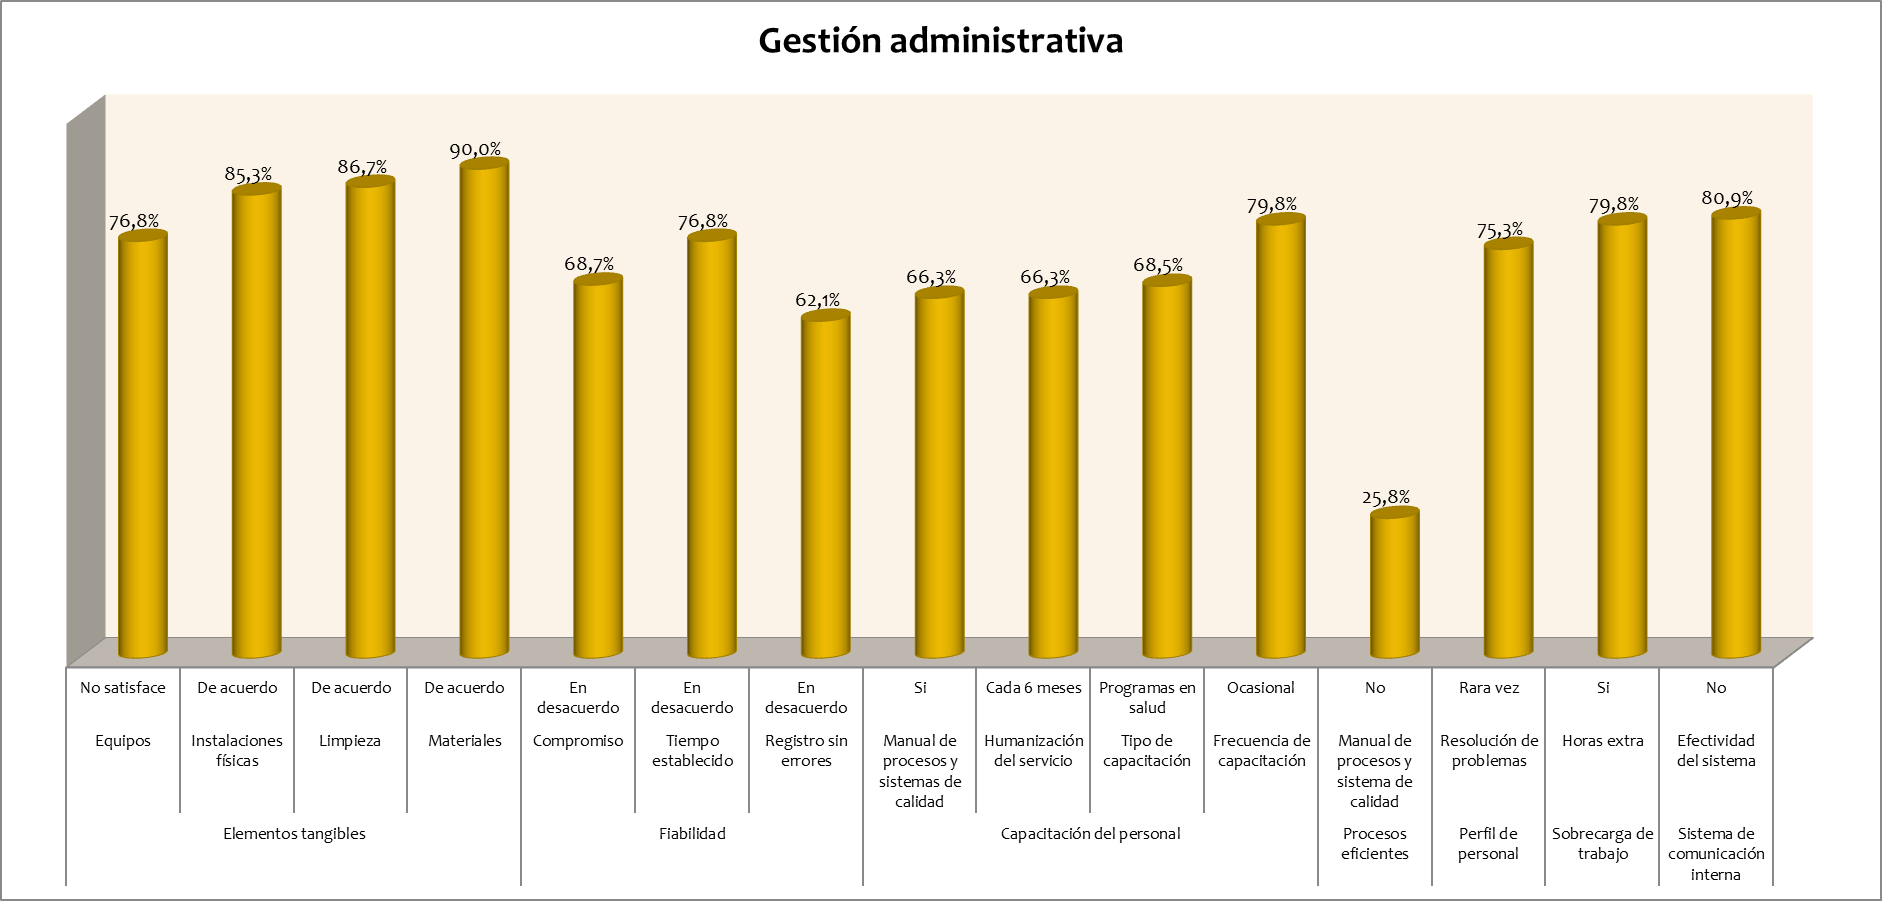 Gestión administrativa
76,8%
85,3%
86,7%
90,0%
68,7%
76,8%
62,1%
66,3%
66,3%
68,5%
79,8%
25,8%
75,3%
79,8%
80,9%
No satisface
De acuerdo
De acuerdo
De acuerdo
En
desacuerdo
En
desacuerdo
En
desacuerdo
Si
Cada 6 meses
Programas en
salud
Ocasional
No
Rara vez
Si
No
Equipos
Instalaciones
físicas
Limpieza
Materiales
Compromiso
Tiempo
establecido
Registro sin
errores
Manual de
procesos y
sistemas de
calidad
Humanización
del servicio
Tipo de
capacitación
Frecuencia de
capacitación
Manual de
procesos y
sistema de
calidad
Resolución de
problemas
Horas extra
Efectividad
del sistema
Elementos tangibles
Fiabilidad
Capacitación del personal
Procesos
eficientes
Perfil de
personal
Sobrecarga de
trabajo
Sistema de
comunicación
interna